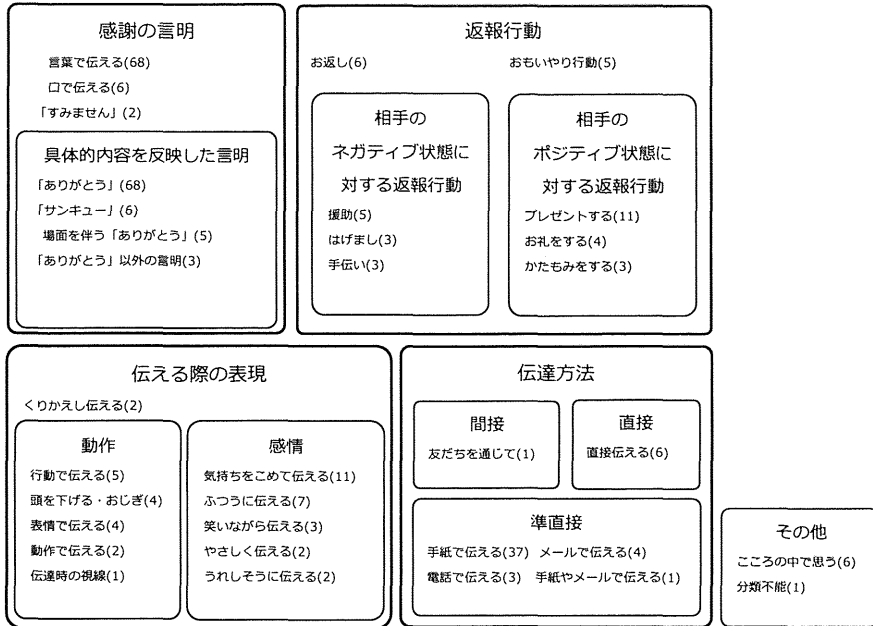 感謝の言明
言葉で伝える(68)
口で伝える(6)
「すみません」(2)
具体的内容を反映した言明
「ありがとう」(68)
「サンキュー」(6)
場面を伴う「ありがとう」(5)
「ありがとう」以外の言明(3)
返報行動
お返し(6) おもいやり行動(5)
相手の
ネガティブ状態に
対する返報行動
援助(5)
はげまし(3)
手伝い(3)
相手の
ポジティブ状態に
対する返報行動
プレゼントする(11)
お礼をする(4)
かたもみをする(3)
伝える際の表現
くりかえし伝える(2)
動作
行動で伝える(5)
頭を下げる・おじぎ(4)
表情で伝える(4)
動作で伝える(2)
伝達時の視線(1)
感情
気持ちをこめて伝える(11)
ふつうに伝える(7)
笑いながら伝える(3)
やさしく伝える(2)
うれしそうに伝える(2)
伝達方法
間接
友だちを通じて(1)
直接
直接伝える(6)
準直接
手紙で伝える(37) メールで伝える(4)
電話で伝える(3) 手紙やメールで伝える(1)
その他
こころの中で思う(6)
分類不能(1)